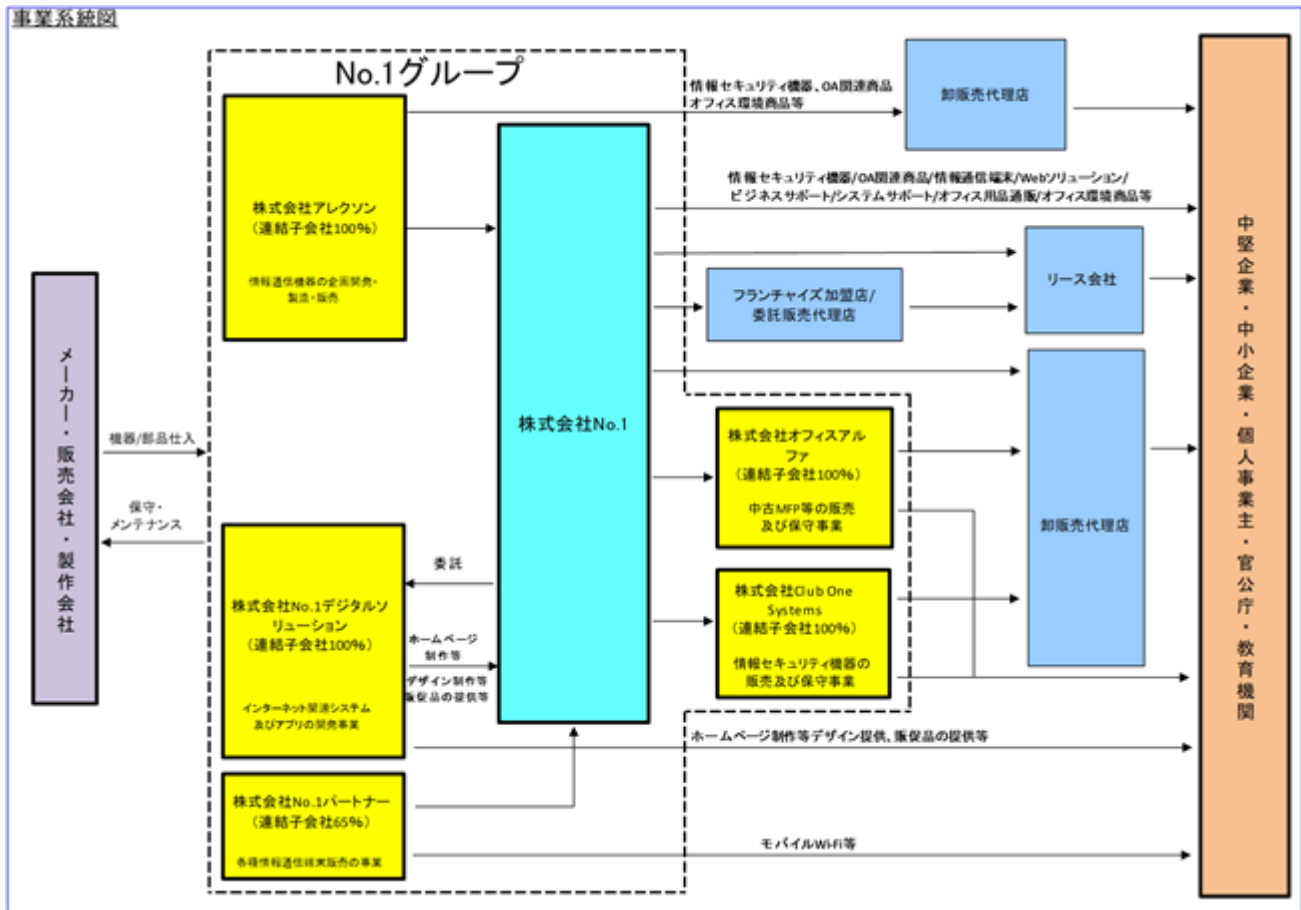 事業系統図
No.1グループ
株式会社アレクソン
（連結子会社100%）
情報通信機器の企画開発・
製造・販売
情報セキュリティ機器、OA関連商品
オフィス環境商品等
卸販売代理店
情報セキュリティ機器/OA関連商品/情報通信端末/Webソリューション/
ビジネスサポート/システムサポート/オフィス用品通販/オフィス環境商品等
リース会社
フランチャイズ加盟店/
委託販売代理店
株式会社No.1
メーカー・販売会社・製作会社
機器/部品仕入
保守・
メンテナンス
株式会社オフィスアル
ファ
（連結子会社100%）
中古MFP等の販売
及び保守事業
卸販売代理店
委託
株式会社No.1デジタルソ
リューション
（連結子会社100%）
インターネット関連システム
及びアプリの開発事業
ホームページ
制作等
デザイン制作等
販促品の提供等
株式会社Club One
Systems
（連結子会社100%）
情報セキュリティ機器の
販売及び保守事業
ホームページ制作等デザイン提供、販促品の提供等
株式会社No.1パートナー
（連結子会社65%）
各種情報通信端末販売の事業
モバイルWi-Fi等
中堅企業・中小企業・個人事業主・官公庁・教育機関